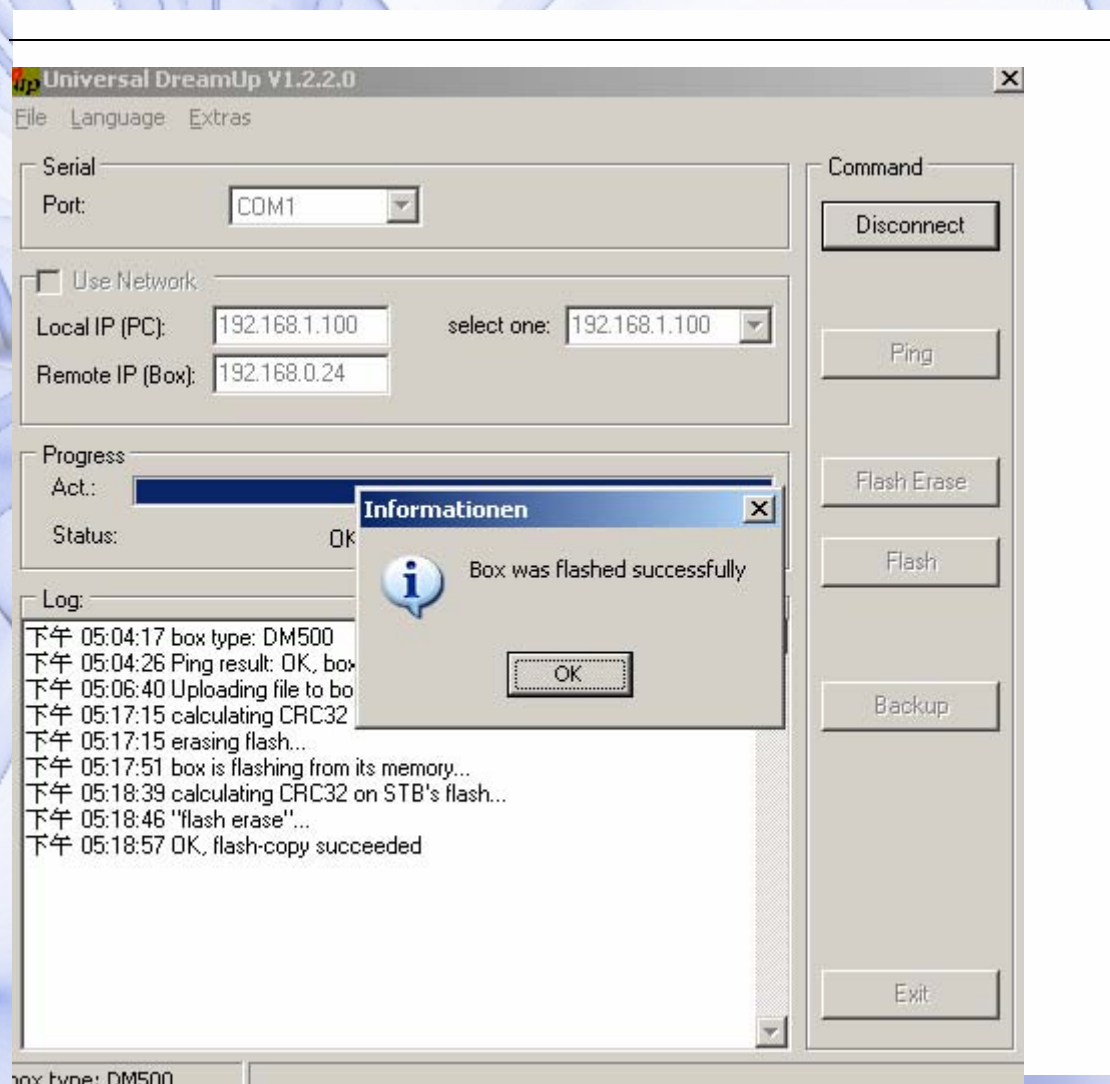 up Universal DreamUp V1.2.2.0
File Language Extras
Serial
Port: COM1
Use Network
Local IP (PC): 192.168.1.100 select one: 192.168.1.100
Remote IP (Box): 192.168.0.24
Progress
Act.:
Status: OK
Log:
下午 05:04:17 box type: DM500
下午 05:04:26 Ping result: OK, box
下午 05:06:40 Uploading file to bo
下午 05:17:15 calculating CRC32
下午 05:17:15 erasing flash...
下午 05:17:51 box is flashing from its memory...
下午 05:18:39 calculating CRC32 on STB's flash...
下午 05:18:46 "flash erase"...
下午 05:18:57 OK, flash-copy succeeded
Informationen
Box was flashed successfully
OK
Command
Disconnect
Ping
Flash Erase
Flash
Backup
Exit
box type: DM500